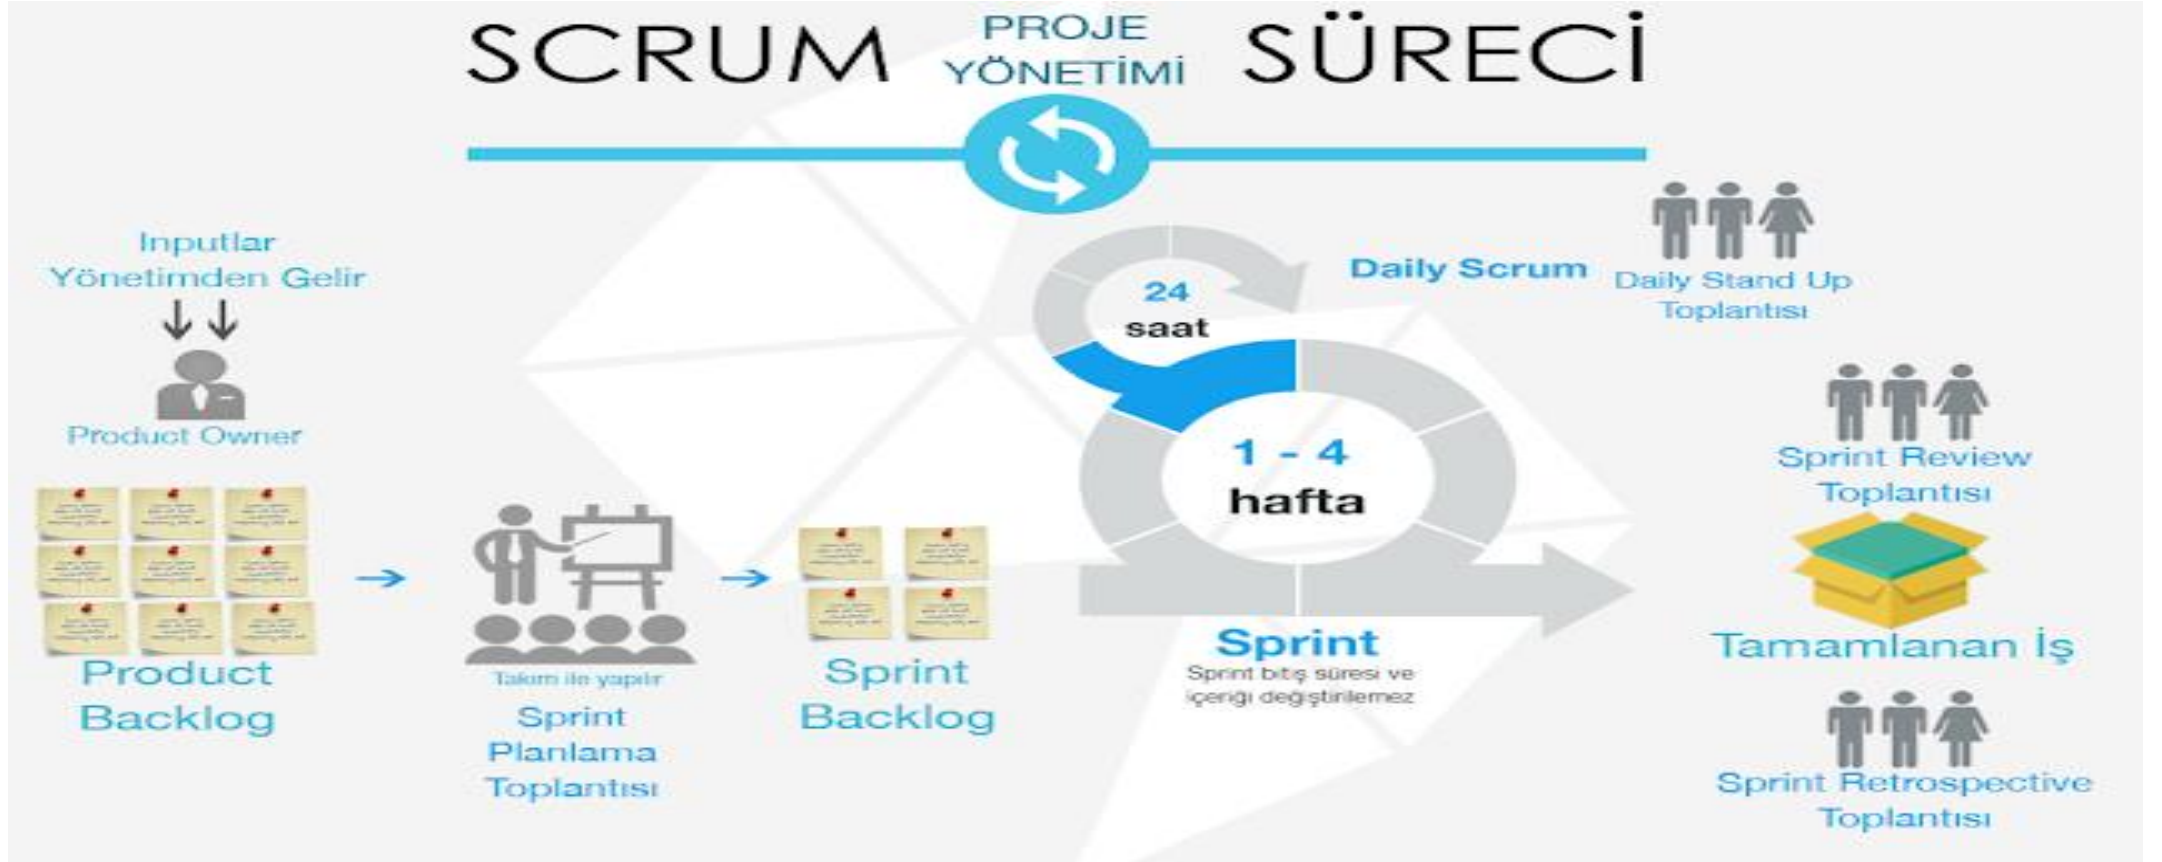 SCRUM PROJE YÖNETİMİ SÜRECİ
Inputlar
Yönetimden Gelir
Product Owner
Product
Backlog
Takım ile yapılır
Sprint
Planlama
Toplantısı
Sprint
Backlog
24
saat
1 - 4
hafta
Sprint
Sprint bitiş süresi ve
içeriği değiştirilemez
Daily Scrum
Daily Stand Up
Toplantısı
Sprint Review
Toplantısı
Tamamlanan İş
Sprint Retrospective
Toplantısı